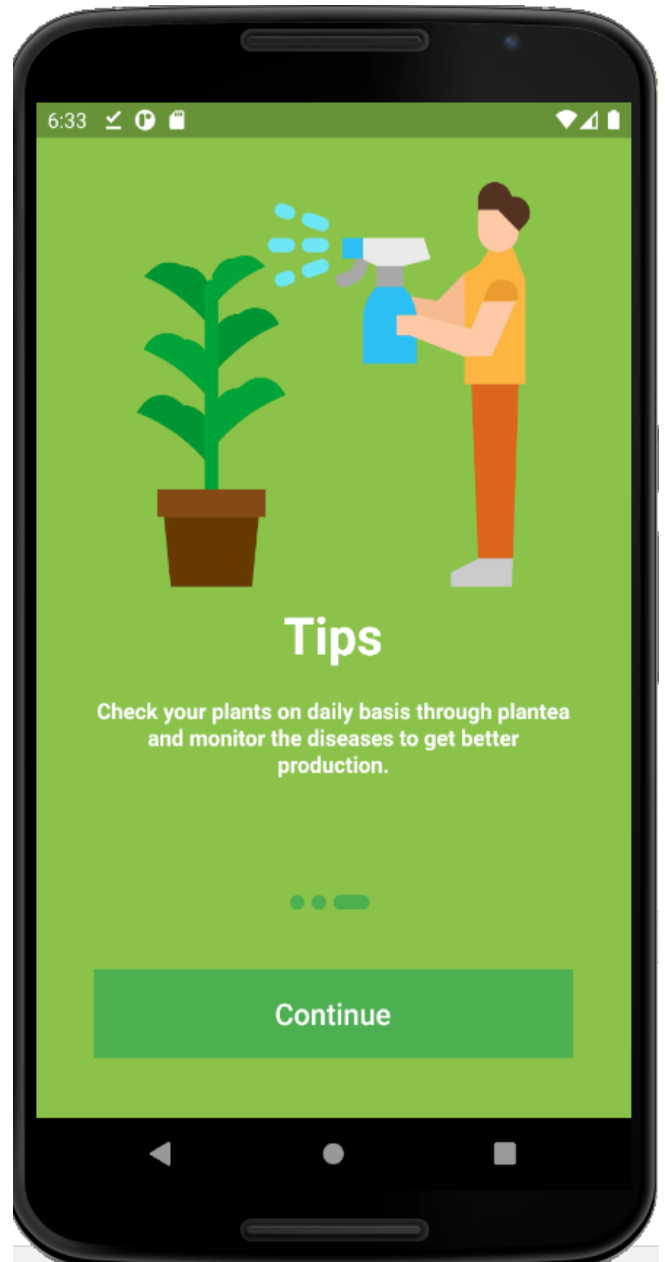 6:33
Tips
Check your plants on daily basis through plantea
and monitor the diseases to get better
production.
Continue